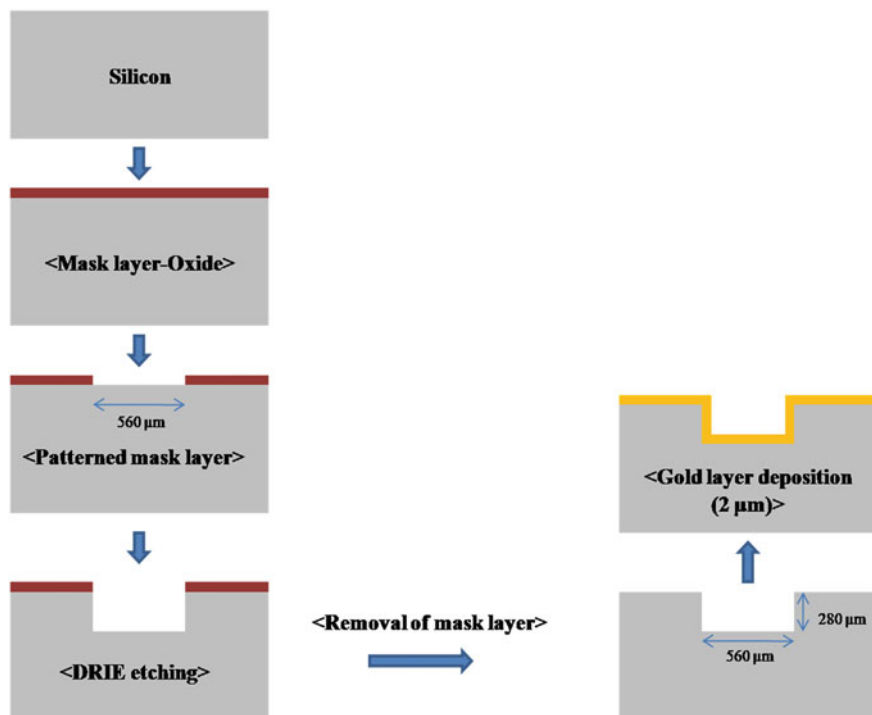 Silicon
<Mask layer-Oxide>
560 μm
<Patterned mask layer>
<DRIE etching>
<Removal of mask layer>
280 μm
560 μm
<Gold layer deposition
(2 μm)>